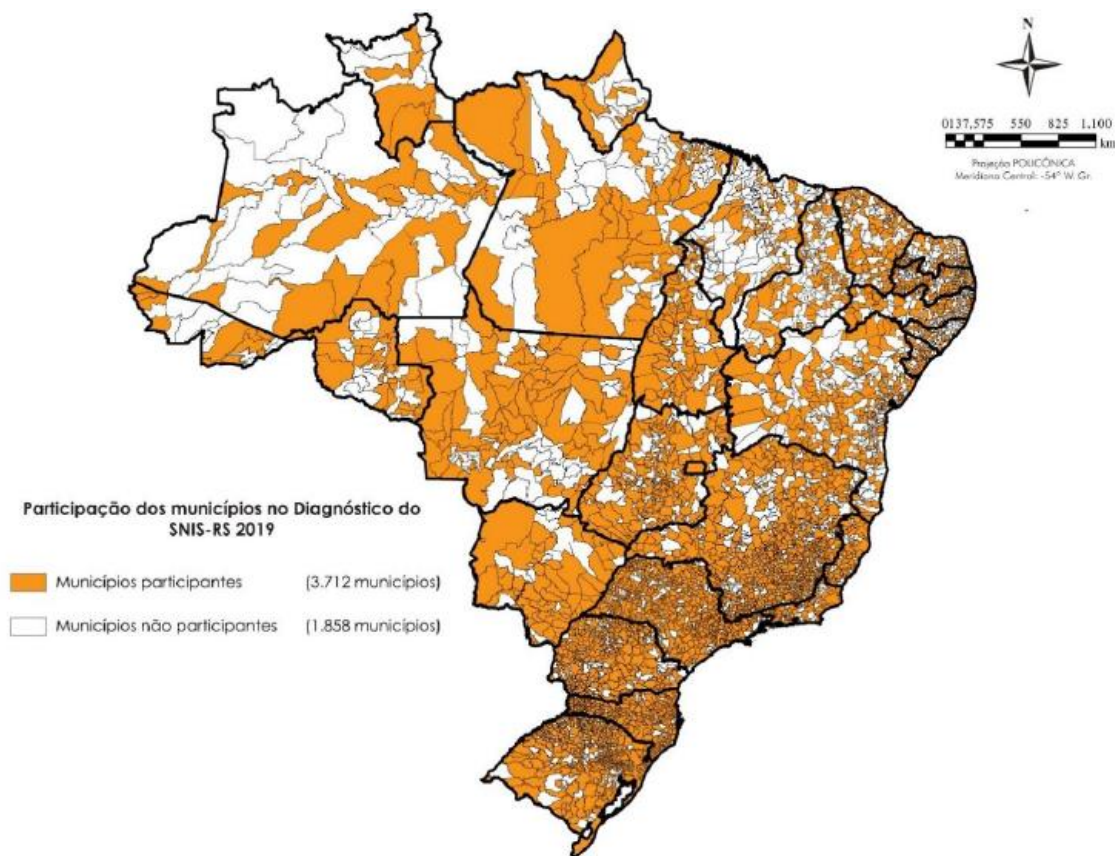 N
0137,575 550 825 1.100
km
Projeção POLICÔNICA
Meridiano Central: -54° W. Gr.
Participação dos municípios no Diagnóstico do
SNIS-RS 2019
Municípios participantes (3.712 municípios)
Municípios não participantes (1.858 municípios)